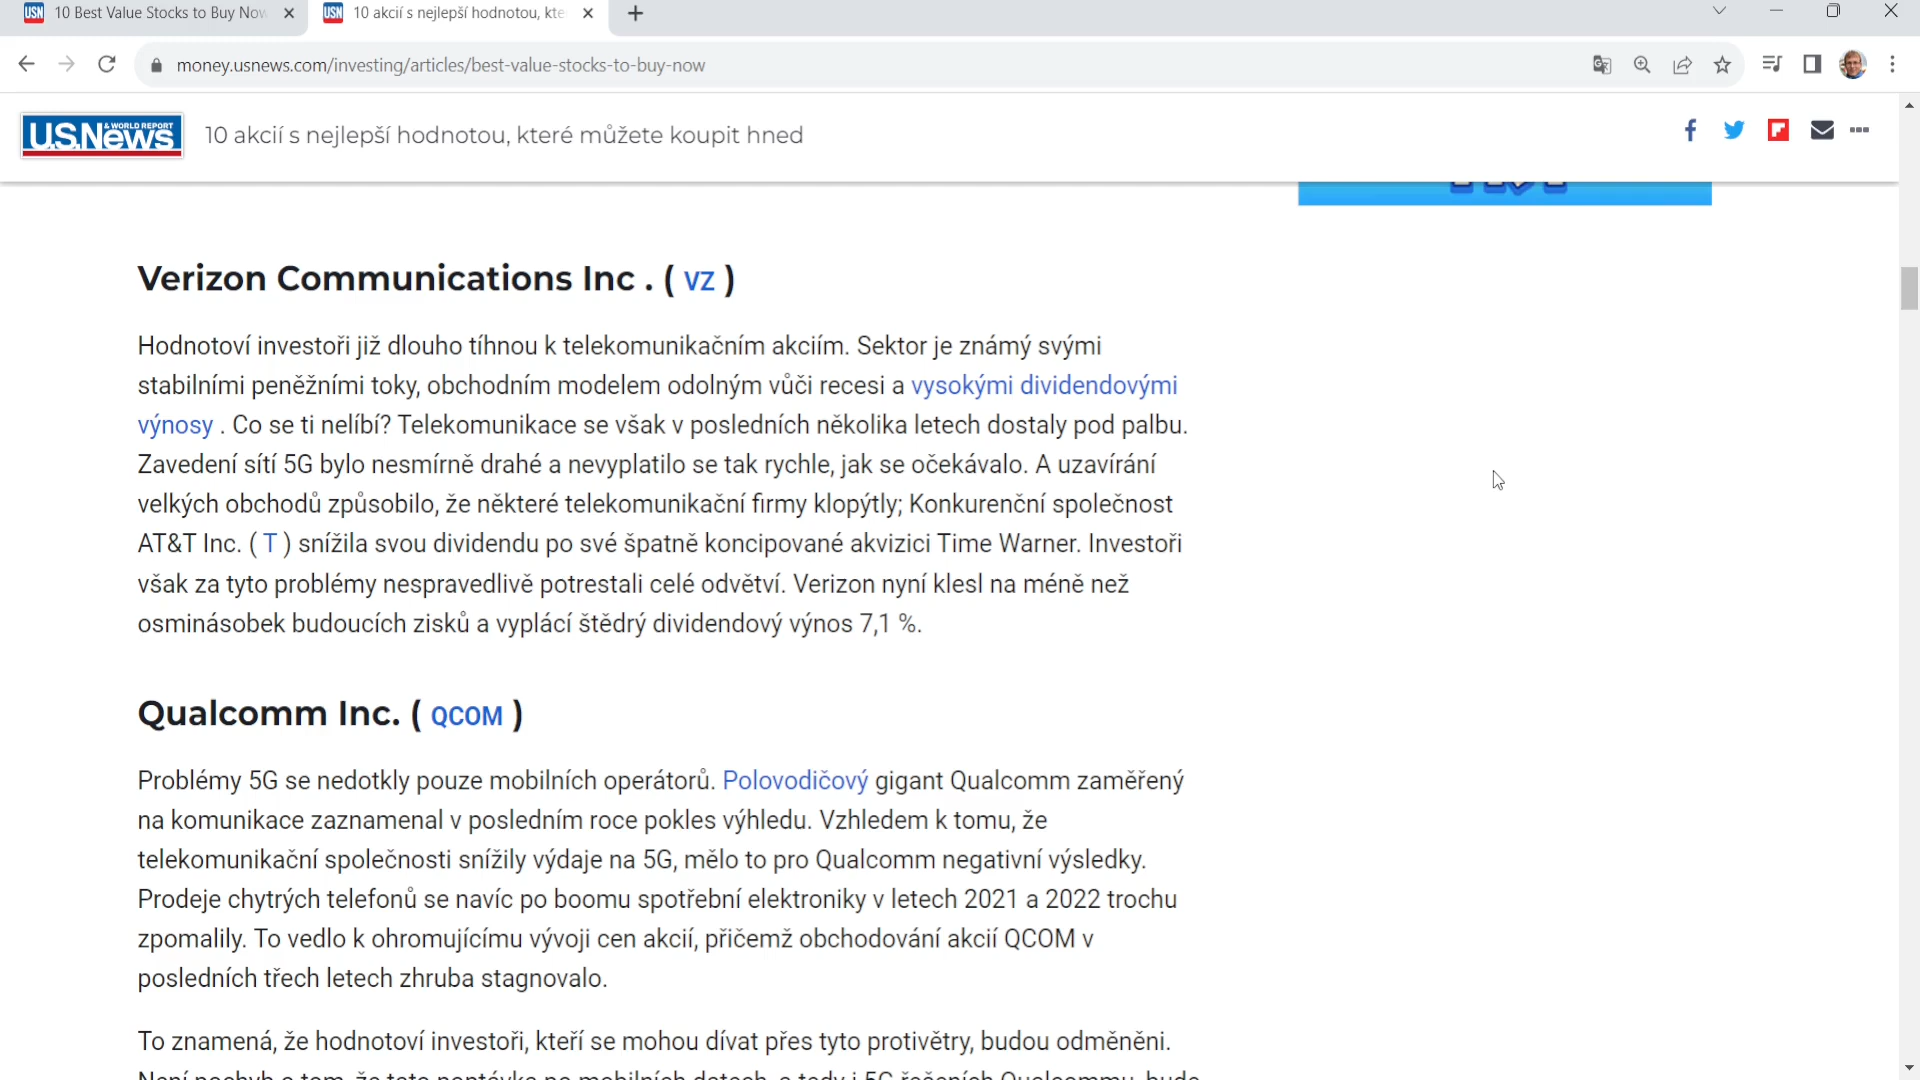 USN 10 Best Value Stocks to Buy Now
USN 10 akcií s nejlepší hodnotou, kte
money.usnews.com/investing/articles/best-value-stocks-to-buy-now
U.S.News & WORLD REPORT
10 akcií s nejlepší hodnotou, které můžete koupit hned
Verizon Communications Inc . ( VZ )
Hodnotoví investoři již dlouho tíhnou k telekomunikačním akciím. Sektor je známý svými
stabilními peněžními toky, obchodním modelem odolným vůči recesi a vysokými dividendovými
výnosy . Co se ti nelíbí? Telekomunikace se však v posledních několika letech dostaly pod palbu.
Zavedení sítí 5G bylo nesmírně drahé a nevyplatilo se tak rychle, jak se očekávalo. A uzavírání
velkých obchodů způsobilo, že některé telekomunikační firmy klopýtly; Konkurenční společnost
AT&T Inc. ( T ) snížila svou dividendu po své špatně koncipované akvizici Time Warner. Investoři
však za tyto problémy nespravedlivě potrestali celé odvětví. Verizon nyní klesl na méně než
osminásobek budoucích zisků a vyplácí štědrý dividendový výnos 7,1 %.
Qualcomm Inc. ( QCOM )
Problémy 5G se nedotkly pouze mobilních operátorů. Polovodičový gigant Qualcomm zaměřený
na komunikace zaznamenal v posledním roce pokles výhledu. Vzhledem k tomu, že
telekomunikační společnosti snížily výdaje na 5G, mělo to pro Qualcomm negativní výsledky.
Prodeje chytrých telefonů se navíc po boomu spotřební elektroniky v letech 2021 a 2022 trochu
zpomalily. To vedlo k ohromujícímu vývoji cen akcií, přičemž obchodování akcií QCOM v
posledních třech letech zhruba stagnovalo.
To znamená, že hodnotoví investoři, kteří se mohou dívat přes tyto protivětry, budou odměněni.